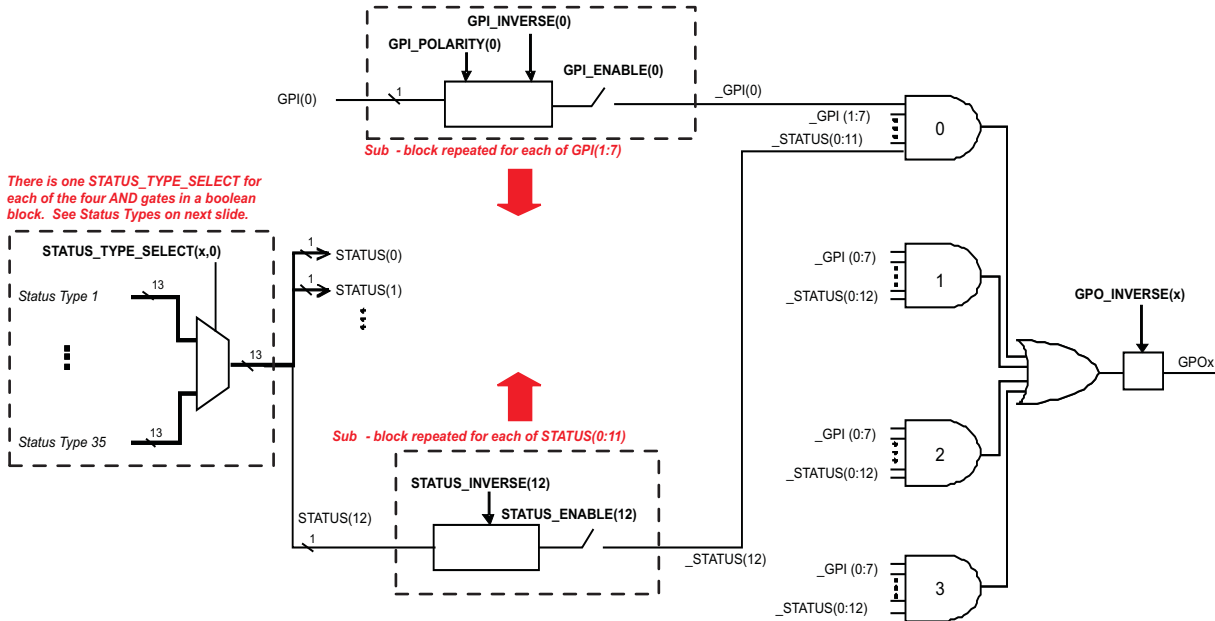 GPI_INVERSE(0)
GPI_POLARITY(0)
GPI_ENABLE(0)
GPI(0)
1
_GPI(0)
_GPI (1:7)
_STATUS(0:11)
0
Sub - block repeated for each of GPI(1:7)
There is one STATUS_TYPE_SELECT for
each of the four AND gates in a boolean
block. See Status Types on next slide.
STATUS_TYPE_SELECT(x,0)
Status Type 1
13
13
Status Type 35
13
1
STATUS(0)
1
STATUS(1)
_GPI (0:7)
_STATUS(0:12)
1
GPO_INVERSE(x)
GPOx
Sub - block repeated for each of STATUS(0:11)
_GPI (0:7)
_STATUS(0:12)
2
STATUS_INVERSE(12)
STATUS_ENABLE(12)
STATUS(12)
1
_STATUS(12)
_GPI (0:7)
_STATUS(0:12)
3